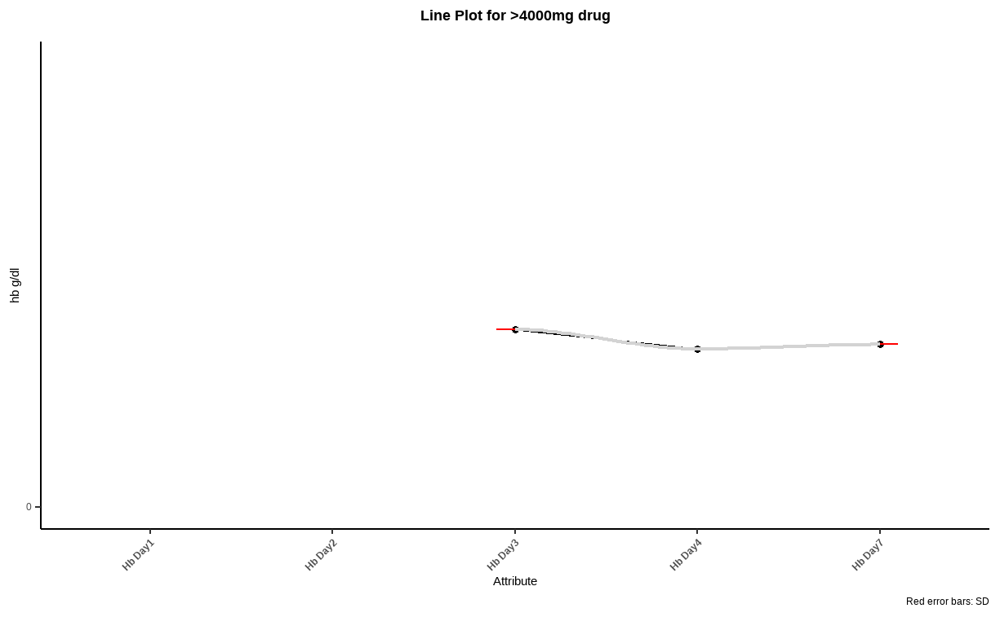 Line Plot for >4000mg drug
hb g/dl
0
Hb Day1
Hb Day2
Hb Day3
Hb Day4
Hb Day7
Attribute
Red error bars: SD